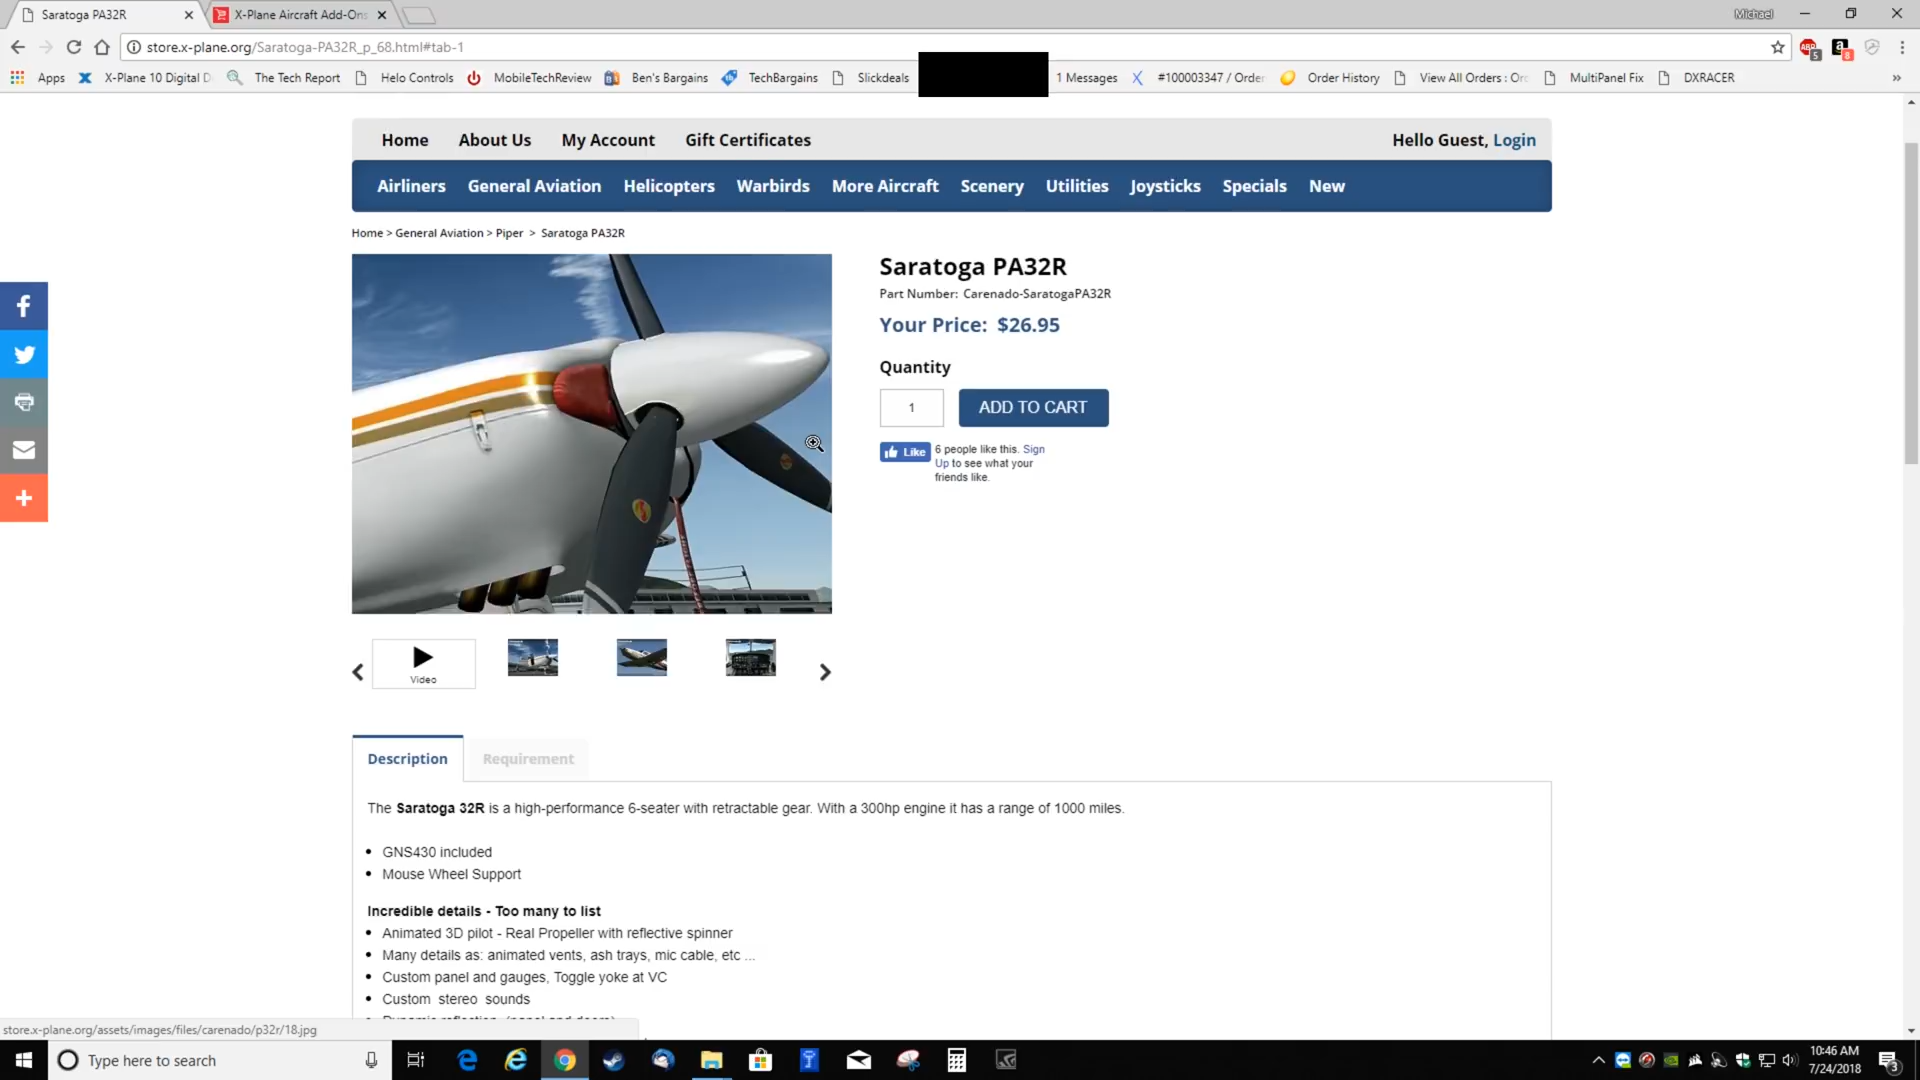 Saratoga PA32R
X-Plane Aircraft Add-Ons
Michael
store.x-plane.org/Saratoga-PA32R_p_68.html#tab-1
Apps
X-Plane 10 Digital D
The Tech Report
Helo Controls
MobileTechReview
Ben's Bargains
TechBargains
Slickdeals
1 Messages
#100003347 / Order
Order History
View All Orders : Or
MultiPanel Fix
DXRACER
Home About Us My Account Gift Certificates
Hello Guest, Login
Airliners General Aviation Helicopters Warbirds More Aircraft Scenery Utilities Joysticks Specials New
Home > General Aviation > Piper > Saratoga PA32R
Saratoga PA32R
Part Number: Carenado-SaratogaPA32R
Your Price: $26.95
Quantity
1
ADD TO CART
Like
6 people like this. Sign
Up to see what your
friends like.
Video
Description
Requirement
The Saratoga 32R is a high-performance 6-seater with retractable gear. With a 300hp engine it has a range of 1000 miles.
• GNS430 included
• Mouse Wheel Support
Incredible details - Too many to list
• Animated 3D pilot - Real Propeller with reflective spinner
• Many details as: animated vents, ash trays, mic cable, etc ...
• Custom panel and gauges, Toggle yoke at VC
• Custom stereo sounds
store.x-plane.org/assets/images/files/carenado/p32r/18.jpg
Type here to search
10:46 AM
7/24/2018